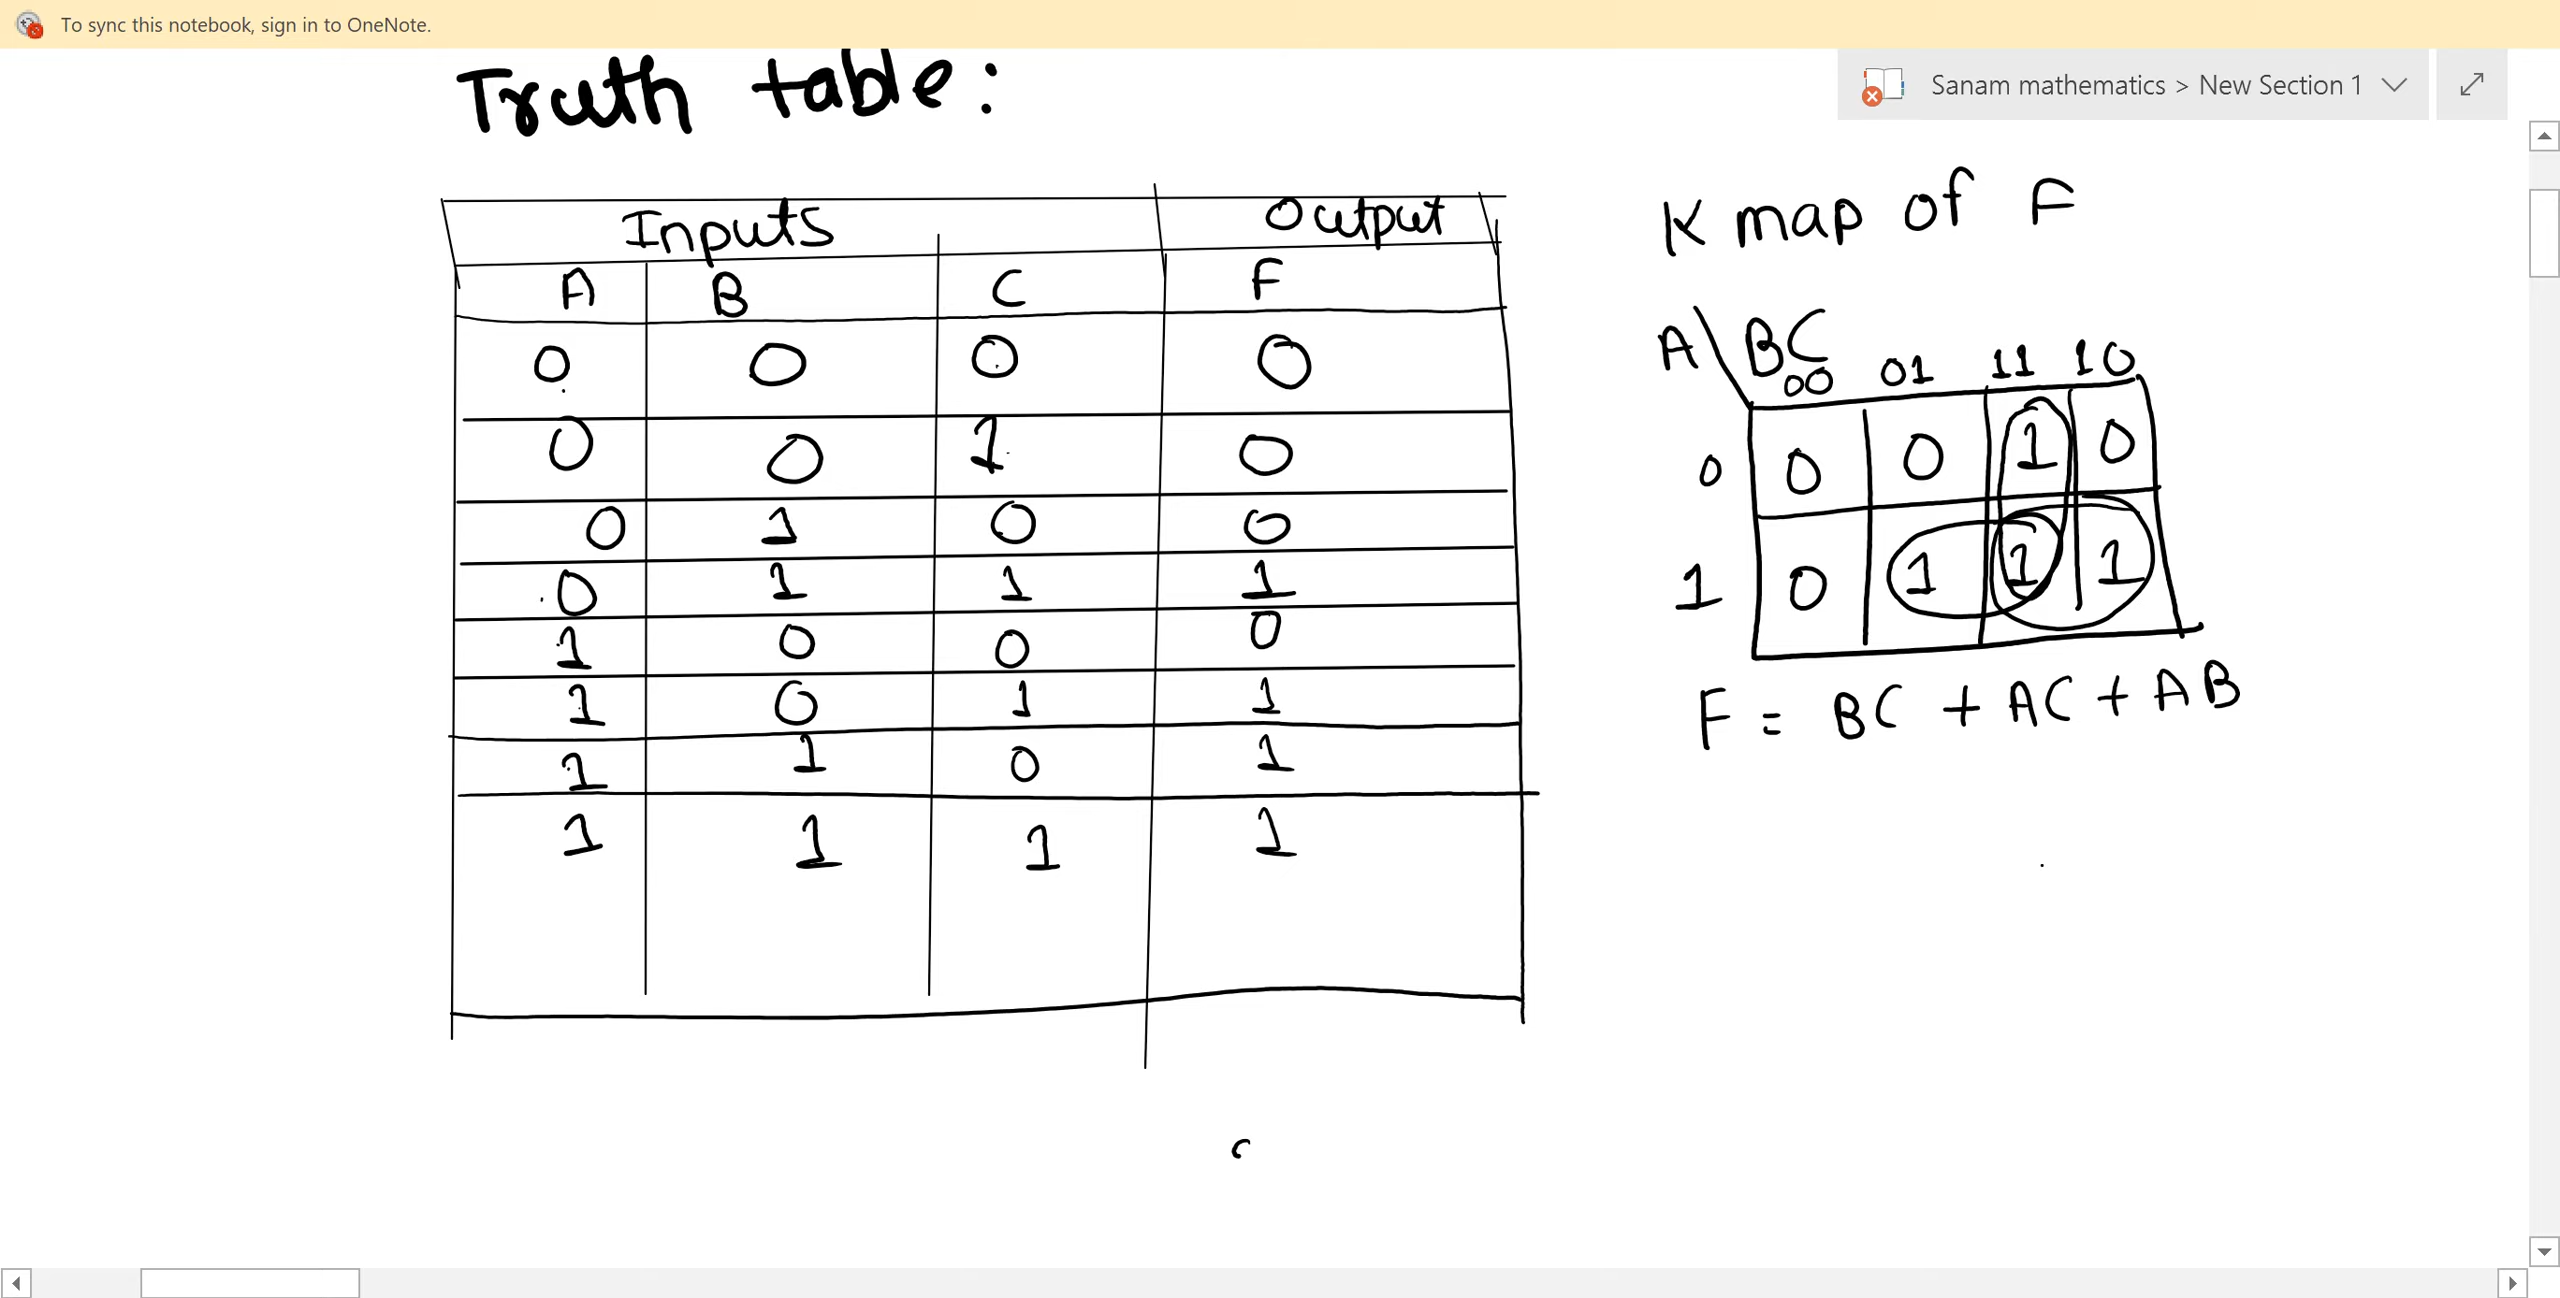 To sync this notebook, sign in to OneNote.
Sanam mathematics > New Section 1
Truth table:
Inputs Output
A B C F
0 0 0 0
0 0 1 0
0 1 0 0
0 1 1 1
1 0 0 0
1 0 1 1
1 1 0 1
1 1 1 1
K map of F
A\BC
00 01 11 10
0 0 0 1 0
1 0 1 1 1
F = BC + AC + AB